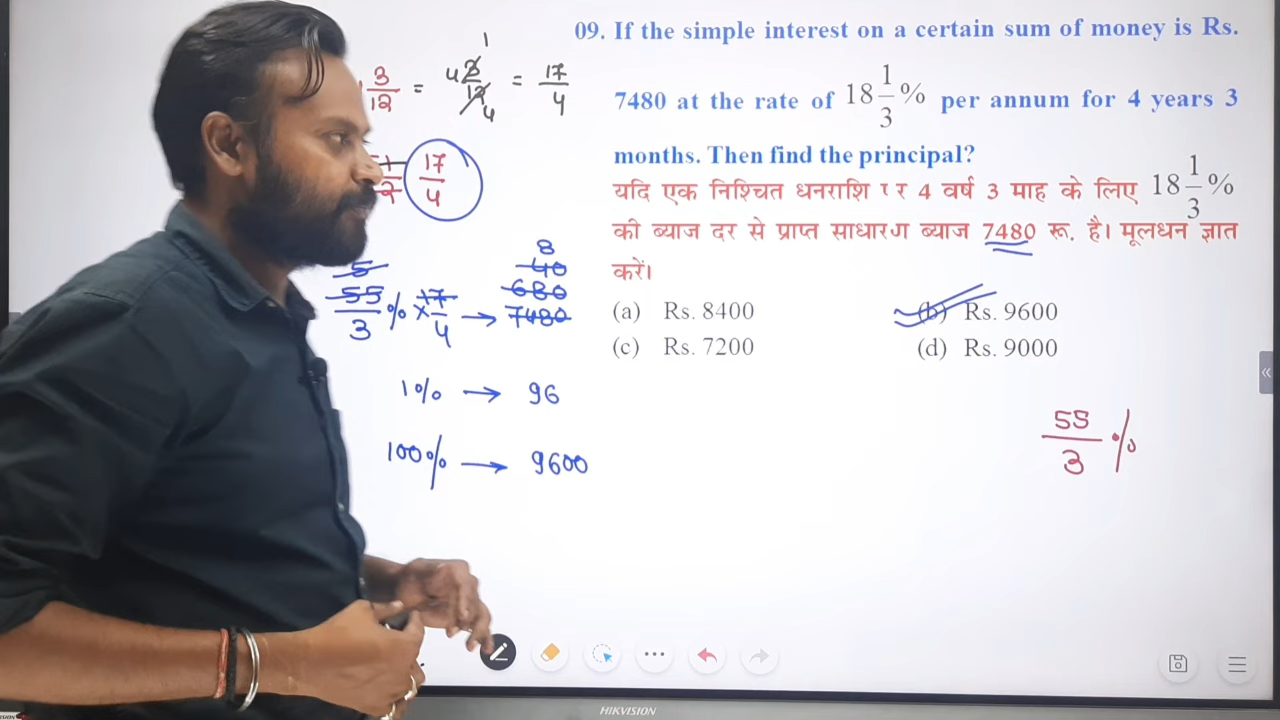 09. If the simple interest on a certain sum of money is Rs.
7480 at the rate of 18 1/3 % per annum for 4 years 3
months. Then find the principal?
यदि एक निश्चित धनराशि पर 4 वर्ष 3 माह के लिए 18 1/3 %
की ब्याज दर से प्राप्त साधारण ब्याज 7480 रू. है। मूलधन ज्ञात
करें।
(a) Rs. 8400 (b) Rs. 9600
(c) Rs. 7200 (d) Rs. 9000
3/12 = 4 3/12 = 17/4
1
4
17/4
5
8
40
680
55/3 % × 17/4 → 7480
1% → 96
100% → 9600
55/3 %
HIKVISION